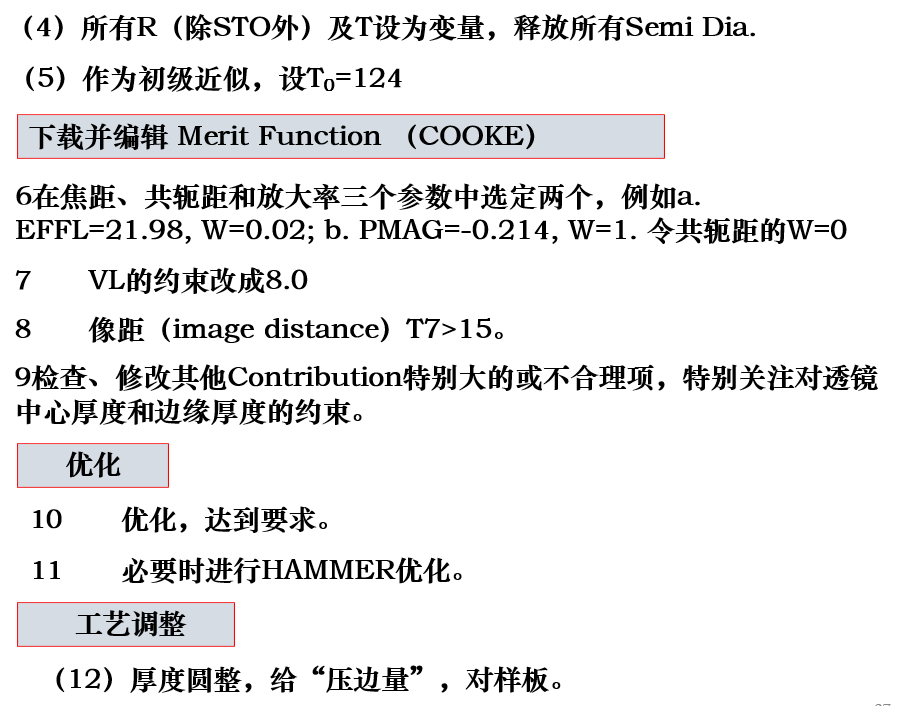 （4）所有R（除STO外）及T设为变量，释放所有Semi Dia.
（5）作为初级近似，设T₀=124
下载并编辑 Merit Function （COOKE）
6在焦距、共轭距和放大率三个参数中选定两个，例如a.
EFFL=21.98, W=0.02; b. PMAG=-0.214, W=1. 令共轭距的W=0
7 VL的约束改成8.0
8 像距（image distance）T7>15。
9检查、修改其他Contribution特别大的或不合理项，特别关注对透镜
中心厚度和边缘厚度的约束。
优化
10 优化，达到要求。
11 必要时进行HAMMER优化。
工艺调整
（12）厚度圆整，给“压边量”，对样板。